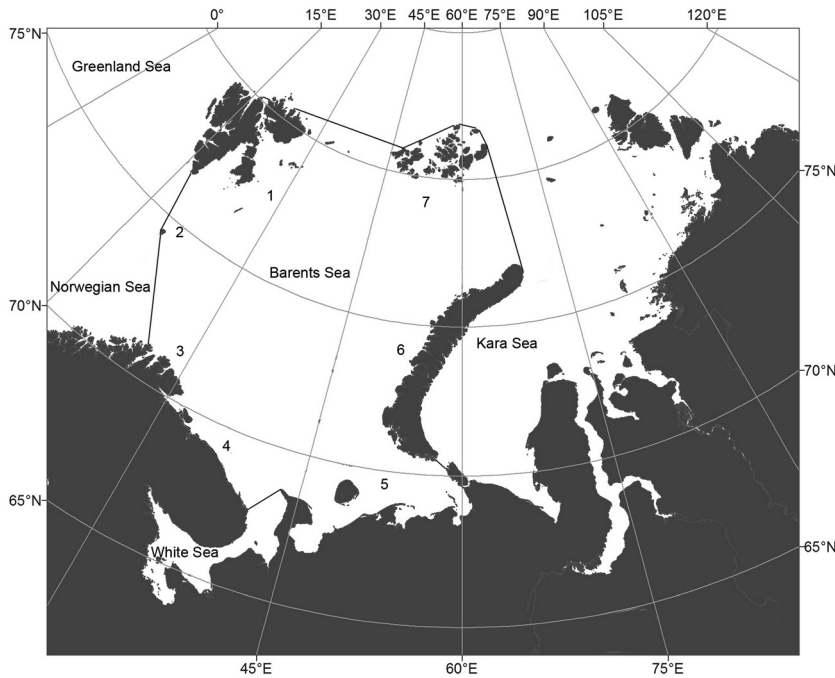 0° 15°E 30°E 45°E 60°E 75°E 90°E 105°E 120°E
75°N
Greenland Sea
75°N
7
1
2
Barents Sea
Norwegian Sea
70°N
Kara Sea
3
6
70°N
4
5
65°N
65°N
White Sea
45°E 60°E 75°E